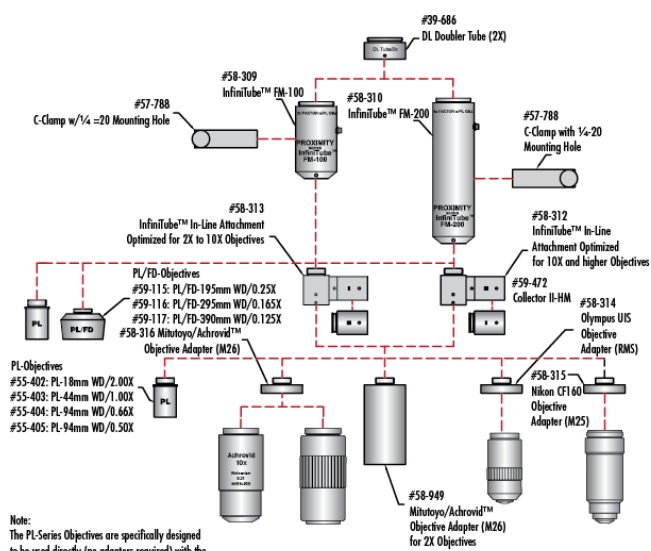 #39-686
DL Doubler Tube (2X)
DL Tube/2x
#58-309
InfiniTube™ FM-100
#58-310
InfiniTube™ FM-200
#57-788
C-Clamp w/¼ =20 Mounting Hole
#57-788
C-Clamp with ¼-20
Mounting Hole
PROXIMITY
InfiniTube™
FM-100
PROXIMITY
InfiniTube™
FM-200
#58-313
InfiniTube™ In-Line Attachment
Optimized for 2X to 10X Objectives
#58-312
InfiniTube™ In-Line
Attachment Optimized
for 10X and higher Objectives
#59-472
Collector II-HM
PL
PL/FD
PL/FD-Objectives
#59-115: PL/FD-195mm WD/0.25X
#59-116: PL/FD-295mm WD/0.165X
#59-117: PL/FD-390mm WD/0.125X
#58-316 Mitutoyo/Achrovid™
Objective Adapter (M26)
#58-314
Olympus UIS
Objective
Adapter (RMS)
PL-Objectives
#55-402: PL-18mm WD/2.00X
#55-403: PL-44mm WD/1.00X
#55-404: PL-94mm WD/0.66X
#55-405: PL-94mm WD/0.50X
PL
#58-315
Nikon CF160
Objective
Adapter (M25)
Achrovid
10x
#58-949
Mitutoyo/Achrovid™
Objective Adapter (M26)
for 2X Objectives
Note:
The PL-Series Objectives are specifically designed
to be used directly (no adapters required) with the